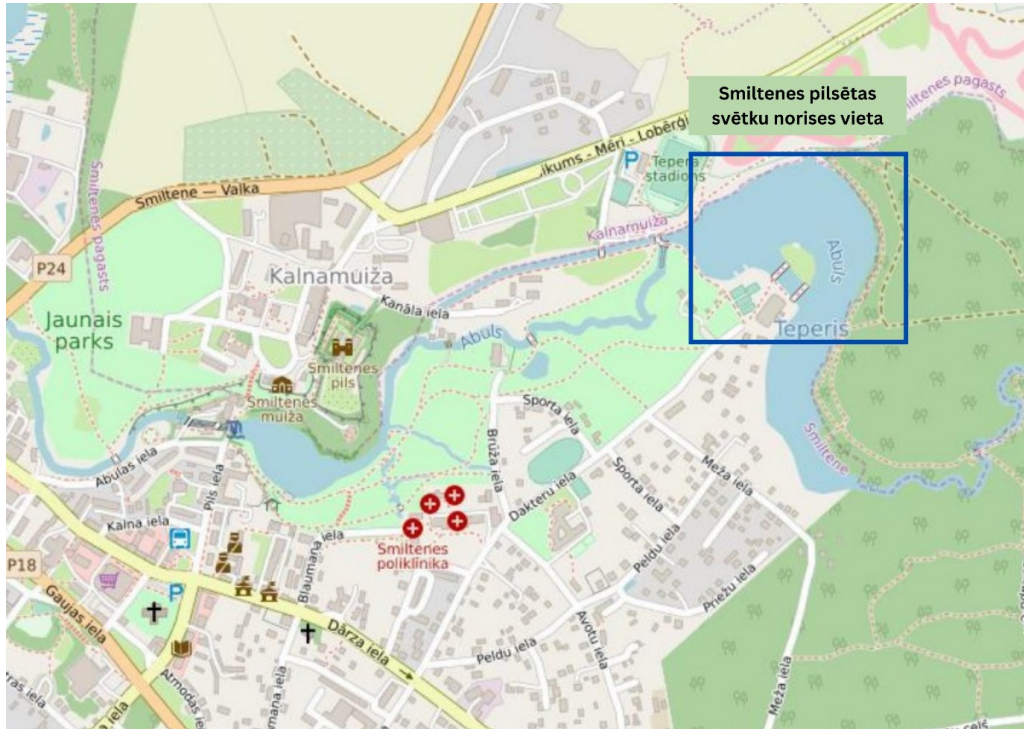 Smiltenes pilsētas
svētku norises vieta
Smiltenes pagasts
Smiltene — Valka
P24
Jaunais
parks
Kalnamuiža
Kanāla iela
Smiltenes
pils
Smiltenes
muiža
P
Tepera
stadions
Kalnamuiža
Abuls
Teperis
Abuls
Smiltene
Sporta iela
Sporta iela
Brūža iela
Dakteru iela
Meža iela
Peldu iela
Priežu iela
Abulas iela
Pils iela
Kalna iela
Blaumaņa iela
Smiltenes
poliklīnika
P18
P
Gaujas iela
Dārza iela
Peldu iela
Avotu iela
Meža iela
Atmodas